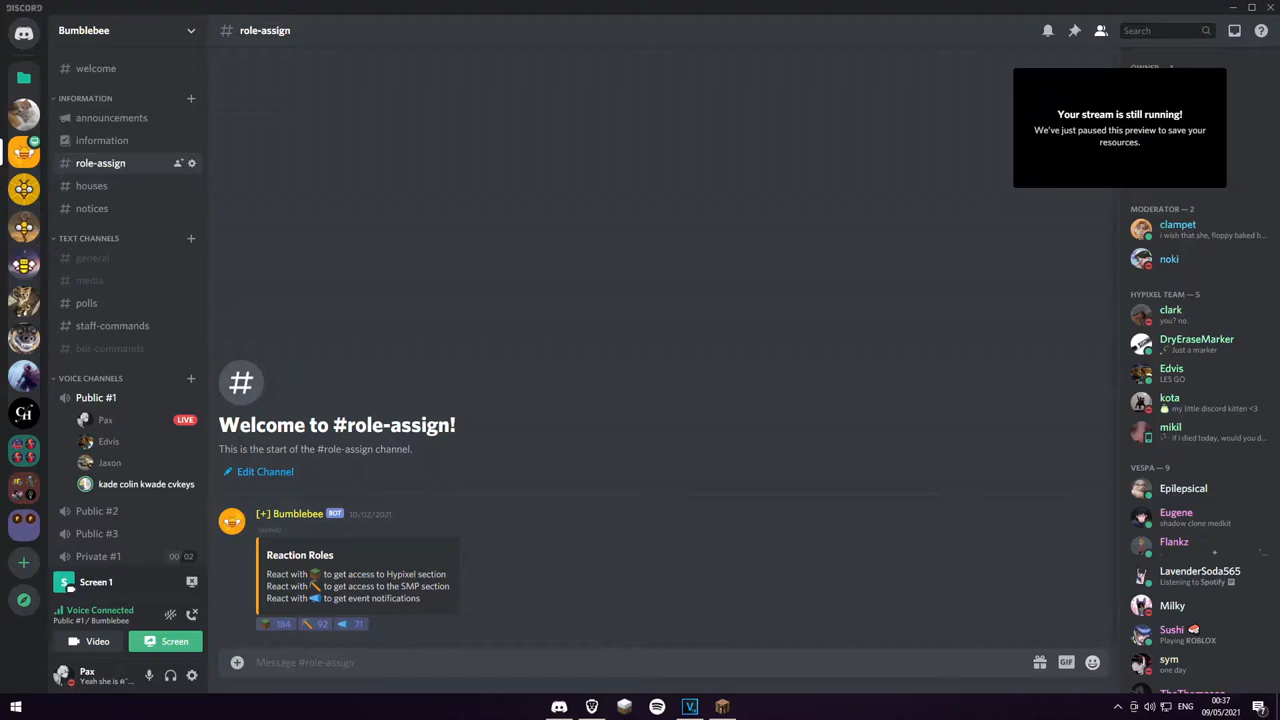 DISCORD
Bumblebee
welcome
INFORMATION
announcements
information
role-assign
houses
notices
TEXT CHANNELS
general
media
polls
staff-commands
bot-commands
VOICE CHANNELS
Public #1
Pax LIVE
Edvis
Jaxon
kade colin kwade cvkeys
Public #2
Public #3
Private #1 00 02
Screen 1
Voice Connected
Public #1 / Bumblebee
Video Screen
Pax
role-assign
Search
Welcome to #role-assign!
This is the start of the #role-assign channel.
Edit Channel
[+] Bumblebee BOT 10/02/2021
(edited)
Reaction Roles
React with to get access to Hypixel section
React with to get access to the SMP section
React with to get event notifications
184 92 71
Message #role-assign
GIF
Your stream is still running!
We've just paused this preview to save your
resources.
MODERATOR — 2
clampet
i wish that she, floppy baked b...
noki
HYPIXEL TEAM — 5
clark
you? no.
DryEraseMarker
Just a marker
Edvis
LES GO
kota
my little discord kitten <3
mikil
if i died today, would you d...
VESPA — 9
Epilepsical
Eugene
shadow clone medkit
Flankz
LavenderSoda565
Listening to Spotify
Milky
Sushi
Playing ROBLOX
sym
one day
ENG
00:37
09/05/2021